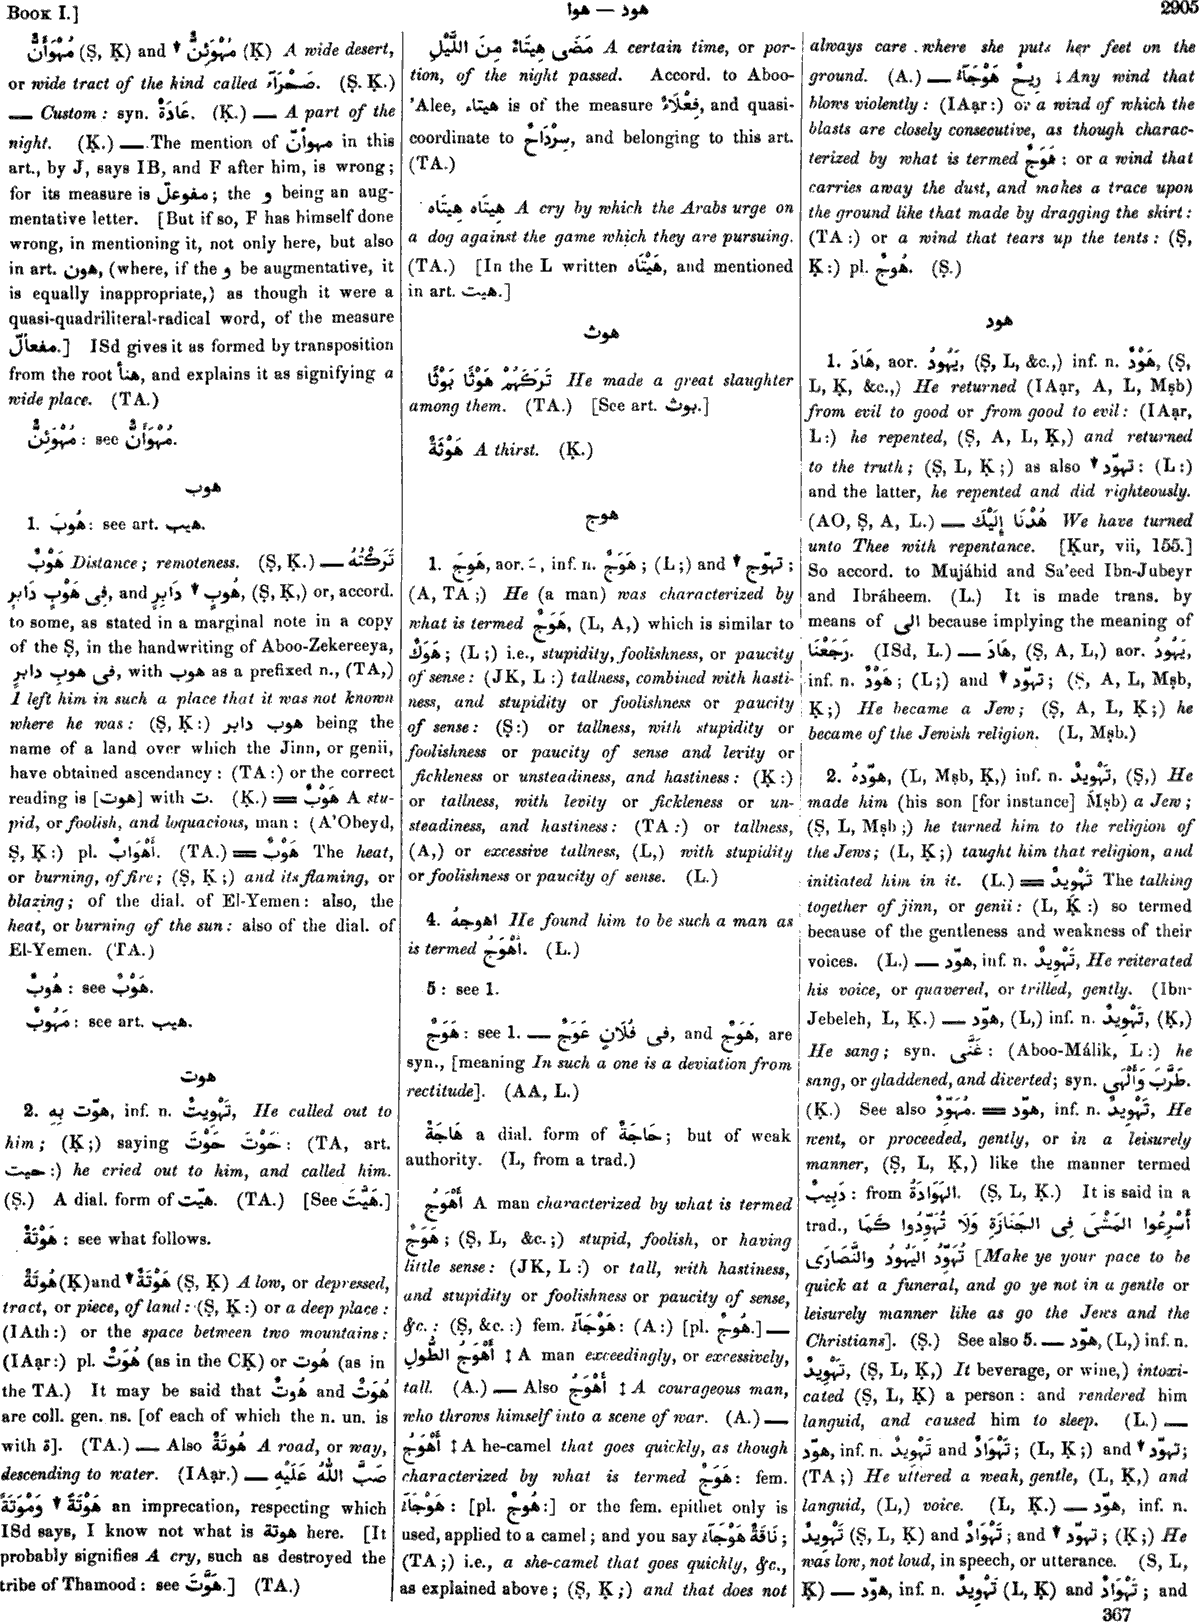 Book I.]
هود — هوا
2905
مُهْوَأَنٌّ (Ṣ, Ḳ) and ▼ مُهْوَئِنٌّ (Ḳ) A wide desert,
or wide tract of the kind called صَحْرَآء. (Ṣ. Ḳ.)
— Custom : syn. عَادَةٌ. (Ḳ.) — A part of the
night. (Ḳ.) — The mention of مهوأنّ in this
art., by J, says IB, and F after him, is wrong ;
for its measure is مفوعلّ ; the و being an aug-
mentative letter. [But if so, F has himself done
wrong, in mentioning it, not only here, but also
in art. هون, (where, if the و be augmentative, it
is equally inappropriate,) as though it were a
quasi-quadriliteral-radical word, of the measure
مفعألّ.] ISd gives it as formed by transposition
from the root هنأ, and explains it as signifying a
wide place. (TA.)
مُهْوَئِنٌّ : see مُهْوَأَنٌّ.
هوب
1. هُوبَ : see art. هيب.
هَوْبٌ Distance ; remoteness. (Ṣ, Ḳ.) — تَرَكْتُهُ
فِى هَوْبٍ دَابِرٍ, and ▼ هُوبٍ دَابِرٍ, (Ṣ, Ḳ,) or, accord.
to some, as stated in a marginal note in a copy
of the Ṣ, in the handwriting of Aboo-Zekereeya,
فى هوبِ دابرٍ, with هوب as a prefixed n., (TA,)
I left him in such a place that it was not known
where he was : (Ṣ, Ḳ :) هوب دابر being the
name of a land over which the Jinn, or genii,
have obtained ascendancy : (TA :) or the correct
reading is [هوت] with ت. (Ḳ.) = هَوْبٌ A stu-
pid, or foolish, and loquacious, man : (A'Obeyd,
Ṣ, Ḳ :) pl. أَهْوَابٌ. (TA.) = هَوْبٌ The heat,
or burning, of fire ; (Ṣ, Ḳ ;) and its flaming, or
blazing ; of the dial. of El-Yemen : also, the
heat, or burning of the sun : also of the dial. of
El-Yemen. (TA.)
هُوبٌ : see هَوْبٌ.
مَهُوبٌ : see art. هيب.
هوت
2. هوّت بِهِ, inf. n. تَهْوِيتٌ, He called out to
him ; (Ḳ ;) saying حَوْتَ حَوْتَ : (TA, art.
حيت :) he cried out to him, and called him.
(Ṣ.) A dial. form of هيّت. (TA.) [See هَيَّتَ.]
هَوْتَةٌ : see what follows.
هُوتَةٌ (Ḳ) and ▼ هَوْتَةٌ (Ṣ, Ḳ) A low, or depressed,
tract, or piece, of land : (Ṣ, Ḳ :) or a deep place :
(IAth :) or the space between two mountains :
(IAạr :) pl. هُوَتٌ (as in the CḲ) or هُوت (as in
the TA.) It may be said that هُوتٌ and هُوَتٌ
are coll. gen. ns. [of each of which the n. un. is
with ة]. (TA.) — Also هُوتَةٌ A road, or way,
descending to water. (IAạr.) — صَبَّ اللّٰهُ عَلَيْهِ
هَوْتَةً ▼ وَمَوْتَةً an imprecation, respecting which
ISd says, I know not what is هوتة here. [It
probably signifies A cry, such as destroyed the
tribe of Thamood : see هَوَّتَ.] (TA.)
مَضَى هِيتَاءٌ مِنَ اللَّيْلِ A certain time, or por-
tion, of the night passed. Accord. to Aboo-
'Alee, هيتاء is of the measure فِعْلَاءٌ, and quasi-
coordinate to سِرْدَاحٌ, and belonging to this art.
(TA.)
هِيتَاه هِيتَاه A cry by which the Arabs urge on
a dog against the game which they are pursuing.
(TA.) [In the L written هَيْتَاه, and mentioned
in art. هيت.]
هوث
تَرَكَهُمْ هَوْثًا بَوْثًا He made a great slaughter
among them. (TA.) [See art. بوث.]
هَوْثَةٌ A thirst. (Ḳ.)
هوج
1. هَوِجَ, aor. ـَ , inf. n. هَوَجٌ ; (L ;) and ▼ تهوّج ;
(A, TA ;) He (a man) was characterized by
what is termed هَوَجٌ, (L, A,) which is similar to
هَوَكٌ ; (L ;) i.e., stupidity, foolishness, or paucity
of sense : (JK, L :) tallness, combined with hasti-
ness, and stupidity or foolishness or paucity
of sense : (Ṣ :) or tallness, with stupidity or
foolishness or paucity of sense and levity or
fickleness or unsteadiness, and hastiness : (Ḳ :)
or tallness, with levity or fickleness or un-
steadiness, and hastiness : (TA :) or tallness,
(A,) or excessive tallness, (L,) with stupidity
or foolishness or paucity of sense. (L.)
4. اهوجهُ He found him to be such a man as
is termed أَهْوَجُ. (L.)
5 : see 1.
هَوَجٌ : see 1. — فى فُلَانٍ عَوَجٌ, and هَوَجٌ, are
syn., [meaning In such a one is a deviation from
rectitude]. (AA, L.)
هَاجَةٌ a dial. form of حَاجَةٌ ; but of weak
authority. (L, from a trad.)
أَهْوَجُ A man characterized by what is termed
هَوَجٌ ; (Ṣ, L, &c. ;) stupid, foolish, or having
little sense : (JK, L :) or tall, with hastiness,
and stupidity or foolishness or paucity of sense,
&c. : (Ṣ, &c. :) fem. هَوْجَآءُ : (A :) [pl. هُوجٌ.] —
أَهْوَجُ الطُّولِ ‡ A man exceedingly, or excessively,
tall. (A.) — Also أَهْوَجُ ‡ A courageous man,
who throws himself into a scene of war. (A.) —
أَهْوَجُ ‡ A he-camel that goes quickly, as though
characterized by what is termed هَوَجٌ : fem.
هَوْجَآءُ : [pl. هُوجٌ :] or the fem. epithet only is
used, applied to a camel ; and you say نَاقَةٌ هَوْجَآءُ ;
(TA ;) i.e., a she-camel that goes quickly, &c.,
as explained above ; (Ṣ, Ḳ ;) and that does not
always care where she puts her feet on the
ground. (A.) — رِيحٌ هَوْجَآءُ ‡ Any wind that
blows violently : (IAạr :) or a wind of which the
blasts are closely consecutive, as though charac-
terized by what is termed هَوَجٌ : or a wind that
carries away the dust, and makes a trace upon
the ground like that made by dragging the skirt :
(TA :) or a wind that tears up the tents : (Ṣ,
Ḳ :) pl. هُوجٌ. (Ṣ.)
هود
1. هَادَ, aor. يَهُودُ, (Ṣ, L, &c.,) inf. n. هَوْدٌ, (Ṣ,
L, Ḳ, &c.,) He returned (IAạr, A, L, Mṣb)
from evil to good or from good to evil : (IAạr,
L :) he repented, (Ṣ, A, L, Ḳ,) and returned
to the truth ; (Ṣ, L, Ḳ ;) as also ▼ تهوّد : (L :)
and the latter, he repented and did righteously.
(AO, Ṣ, A, L.) — هُدْنَا إِلَيْكَ We have turned
unto Thee with repentance. [Ḳur, vii, 155.]
So accord. to Mujáhid and Sa'eed Ibn-Jubeyr
and Ibráheem. (L.) It is made trans. by
means of الى because implying the meaning of
رَجَعْنَا. (ISd, L.) — هَادَ, (Ṣ, A, L,) aor. يَهُودُ,
inf. n. هَوْدٌ ; (L ;) and ▼ تهوّد ; (Ṣ, A, L, Mṣb,
Ḳ ;) He became a Jew ; (Ṣ, A, L, Ḳ ;) he
became of the Jewish religion. (L, Mṣb.)
2. هوّدهُ, (L, Mṣb, Ḳ,) inf. n. تَهْوِيدٌ, (Ṣ,) He
made him (his son [for instance] Mṣb) a Jew ;
(Ṣ, L, Mṣb ;) he turned him to the religion of
the Jews ; (L, Ḳ ;) taught him that religion, and
initiated him in it. (L.) = تَهْوِيدٌ The talking
together of jinn, or genii : (L, Ḳ :) so termed
because of the gentleness and weakness of their
voices. (L.) — هوّد, inf. n. تَهْوِيدٌ, He reiterated
his voice, or quavered, or trilled, gently. (Ibn-
Jebeleh, L, Ḳ.) — هوّد, (L,) inf. n. تَهْوِيدٌ, (Ḳ,)
He sang ; syn. غَنَّى : (Aboo-Málik, L :) he
sang, or gladdened, and diverted ; syn. طَرَّبَ وَأَلْهَى.
(Ḳ.) See also مُهَوِّدٌ. = هوّد, inf. n. تَهْوِيدٌ, He
went, or proceeded, gently, or in a leisurely
manner, (Ṣ, L, Ḳ,) like the manner termed
دَبِيبٌ : from الهَوَادَةُ. (Ṣ, L, Ḳ.) It is said in a
trad., أَسْرِعُوا المَشْىَ فِى الجَنَازَةِ وَلَا تُهَوِّدُوا كَمَا
تُهَوِّدُ اليَهُودُ والنَّصَارَى [Make ye your pace to be
quick at a funeral, and go ye not in a gentle or
leisurely manner like as go the Jews and the
Christians]. (Ṣ.) See also 5. — هوّد, (L,) inf. n.
تَهْوِيدٌ, (Ṣ, L, Ḳ,) It beverage, or wine,) intoxi-
cated (Ṣ, L, Ḳ) a person : and rendered him
languid, and caused him to sleep. (L.) —
هوّد, inf. n. تَهْوِيدٌ and تَهْوَادٌ ; (L, Ḳ ;) and ▼ تهوّد ;
(TA ;) He uttered a weak, gentle, (L, Ḳ,) and
languid, (L,) voice. (L, Ḳ.) — هوّد, inf. n.
تَهْوِيدٌ (Ṣ, L, Ḳ) and تَهْوَادٌ ; and ▼ تهوّد ; (Ḳ ;) He
was low, not loud, in speech, or utterance. (S, L,
Ḳ) — هوّد, inf. n. تَهْوِيدٌ (L, Ḳ) and تَهْوَادٌ ; and
367